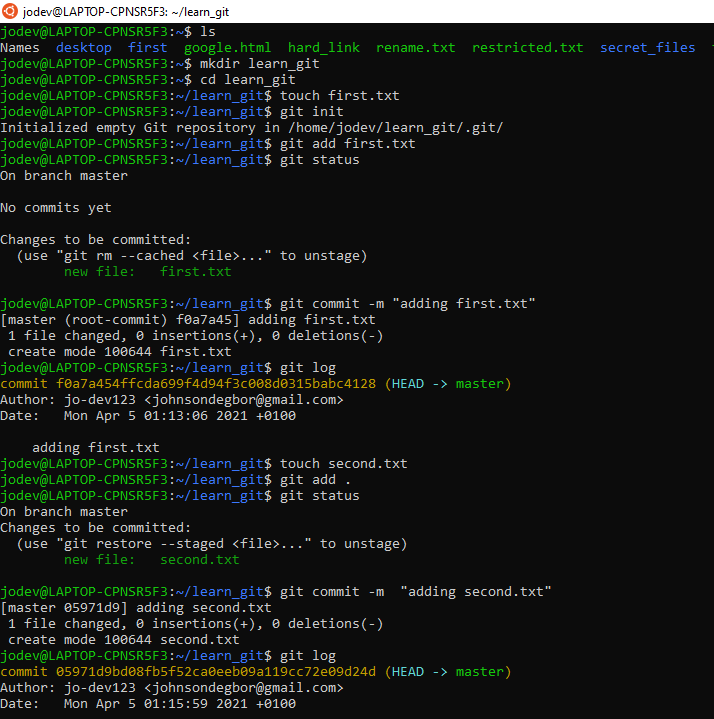 jodev@LAPTOP-CPNSR5F3: ~/learn_git
jodev@LAPTOP-CPNSR5F3:~$ ls
Names  desktop  first  google.html  hard_link  rename.txt  restricted.txt  secret_files
jodev@LAPTOP-CPNSR5F3:~$ mkdir learn_git
jodev@LAPTOP-CPNSR5F3:~$ cd learn_git
jodev@LAPTOP-CPNSR5F3:~/learn_git$ touch first.txt
jodev@LAPTOP-CPNSR5F3:~/learn_git$ git init
Initialized empty Git repository in /home/jodev/learn_git/.git/
jodev@LAPTOP-CPNSR5F3:~/learn_git$ git add first.txt
jodev@LAPTOP-CPNSR5F3:~/learn_git$ git status
On branch master
No commits yet
Changes to be committed:
  (use "git rm --cached <file>..." to unstage)
        new file:   first.txt
jodev@LAPTOP-CPNSR5F3:~/learn_git$ git commit -m "adding first.txt"
[master (root-commit) f0a7a45] adding first.txt
 1 file changed, 0 insertions(+), 0 deletions(-)
 create mode 100644 first.txt
jodev@LAPTOP-CPNSR5F3:~/learn_git$ git log
commit f0a7a454ffcda699f4d94f3c008d0315babc4128 (HEAD -> master)
Author: jo-dev123 <johnsondegbor@gmail.com>
Date:   Mon Apr 5 01:13:06 2021 +0100
    adding first.txt
jodev@LAPTOP-CPNSR5F3:~/learn_git$ touch second.txt
jodev@LAPTOP-CPNSR5F3:~/learn_git$ git add .
jodev@LAPTOP-CPNSR5F3:~/learn_git$ git status
On branch master
Changes to be committed:
  (use "git restore --staged <file>..." to unstage)
        new file:   second.txt
jodev@LAPTOP-CPNSR5F3:~/learn_git$ git commit -m  "adding second.txt"
[master 05971d9] adding second.txt
 1 file changed, 0 insertions(+), 0 deletions(-)
 create mode 100644 second.txt
jodev@LAPTOP-CPNSR5F3:~/learn_git$ git log
commit 05971d9bd08fb5f52ca0eeb09a119cc72e09d24d (HEAD -> master)
Author: jo-dev123 <johnsondegbor@gmail.com>
Date:   Mon Apr 5 01:15:59 2021 +0100